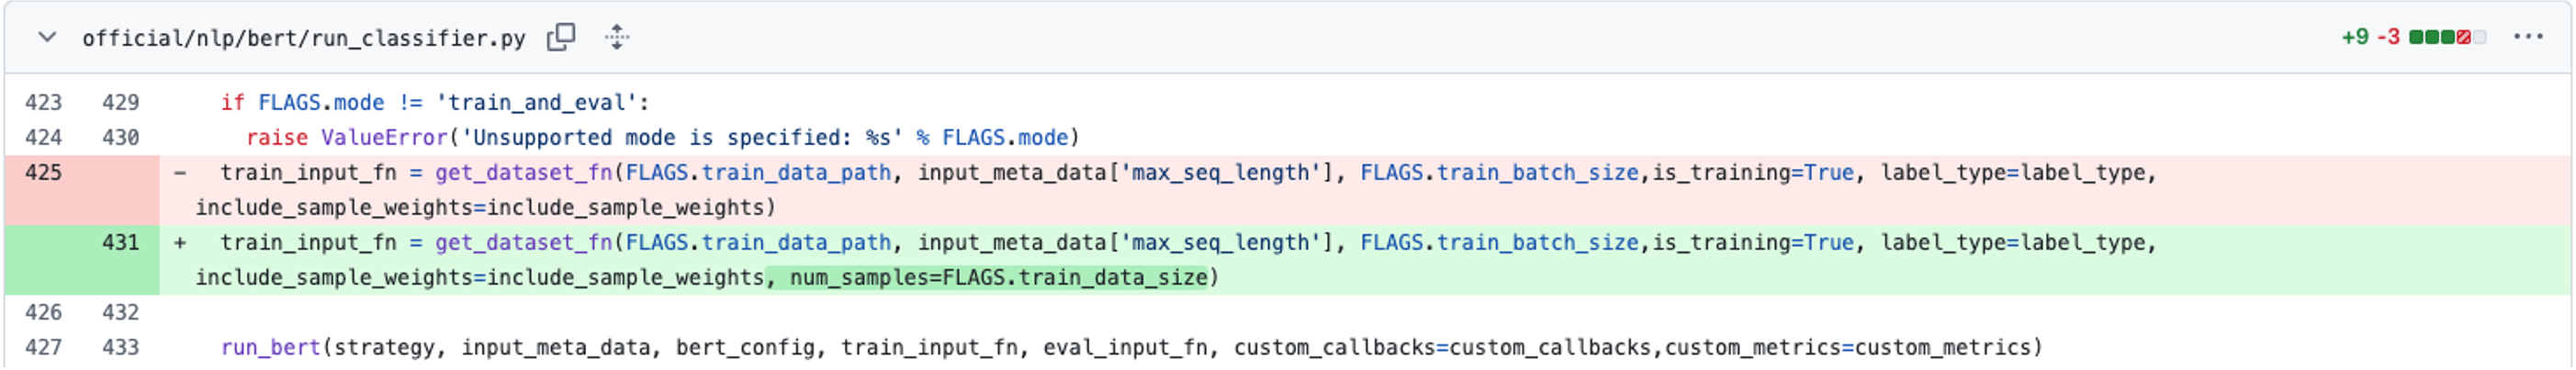 official/nlp/bert/run_classifier.py +9 -3
423 429 if FLAGS.mode != 'train_and_eval':
424 430 raise ValueError('Unsupported mode is specified: %s' % FLAGS.mode)
425 - train_input_fn = get_dataset_fn(FLAGS.train_data_path, input_meta_data['max_seq_length'], FLAGS.train_batch_size,is_training=True, label_type=label_type,
include_sample_weights=include_sample_weights)
431 + train_input_fn = get_dataset_fn(FLAGS.train_data_path, input_meta_data['max_seq_length'], FLAGS.train_batch_size,is_training=True, label_type=label_type,
include_sample_weights=include_sample_weights, num_samples=FLAGS.train_data_size)
426 432
427 433 run_bert(strategy, input_meta_data, bert_config, train_input_fn, eval_input_fn, custom_callbacks=custom_callbacks,custom_metrics=custom_metrics)